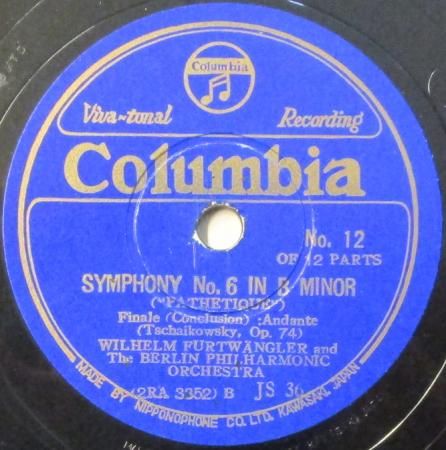 Columbia
Viva-tonal Recording
Columbia
No. 12
OF 12 PARTS
SYMPHONY No. 6 IN B MINOR
("PATHETIQUE")
Finale (Conclusion) :Andante
(Tschaikowsky, Op. 74)
WILHELM FURTWÄNGLER and
The BERLIN PHILHARMONIC
ORCHESTRA
(2RA 3352) B JS 36
MADE BY NIPPONOPHONE CO. LTD. KAWASAKI, JAPAN